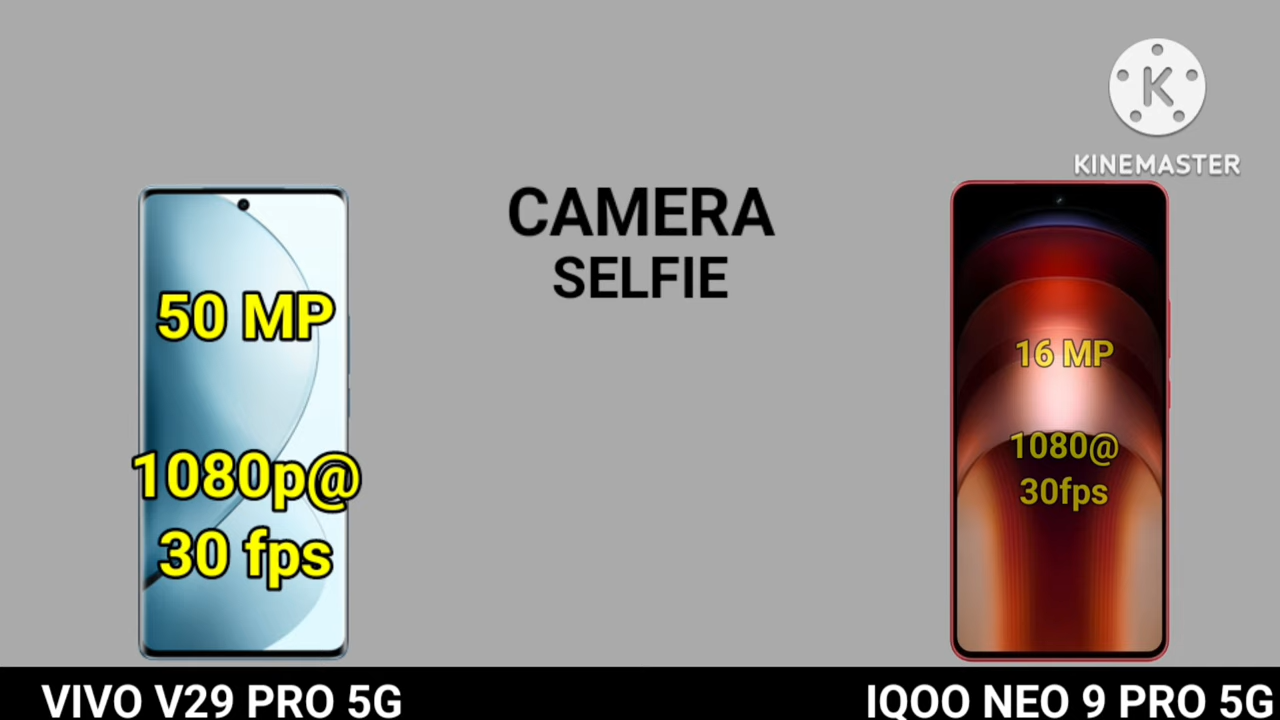 K
KINEMASTER
CAMERA
SELFIE
50 MP
1080p@
30 fps
16 MP
1080@
30fps
VIVO V29 PRO 5G
IQOO NEO 9 PRO 5G